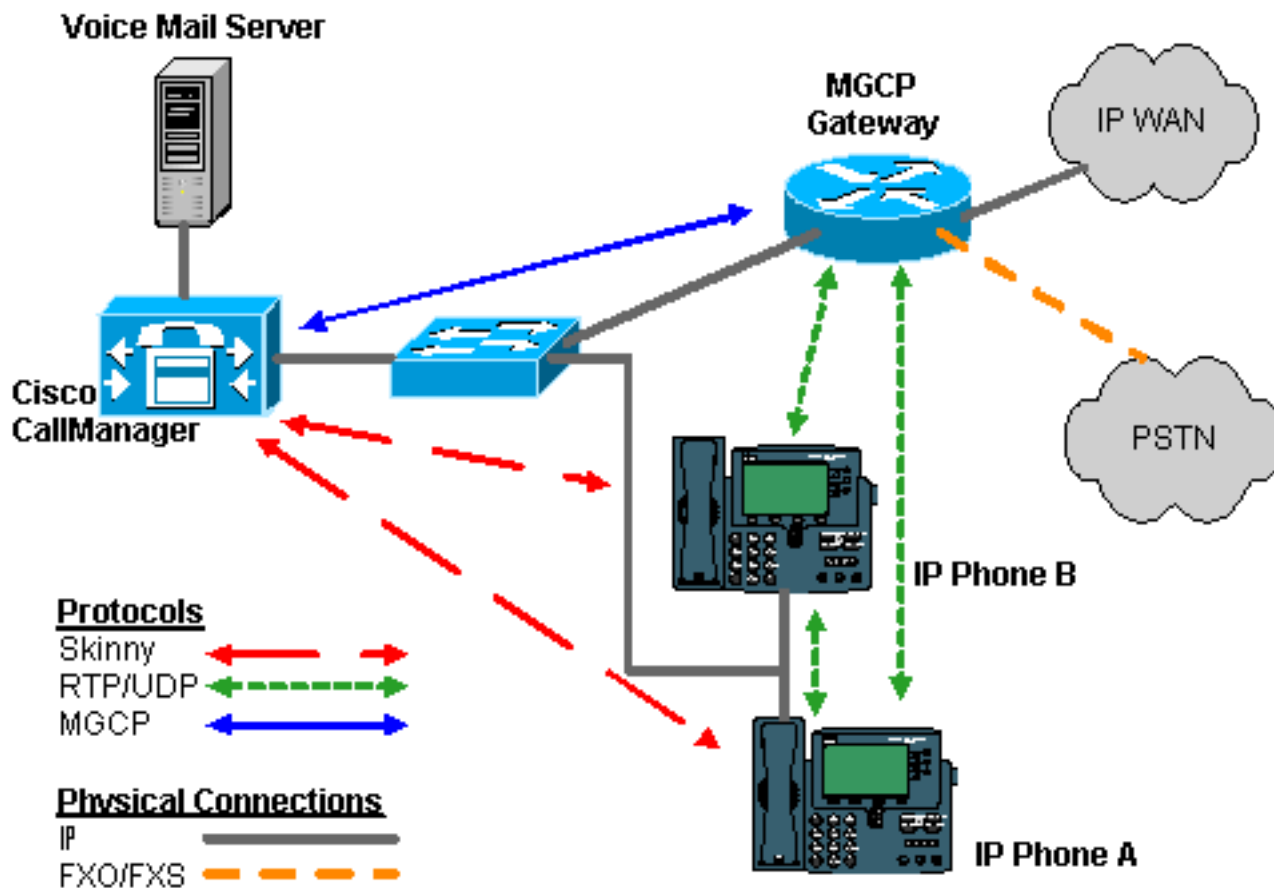 Voice Mail Server
MGCP
Gateway
IP WAN
Cisco
CallManager
PSTN
IP Phone B
Protocols
Skinny
RTP/UDP
MGCP
Physical Connections
IP
FXO/FXS
IP Phone A